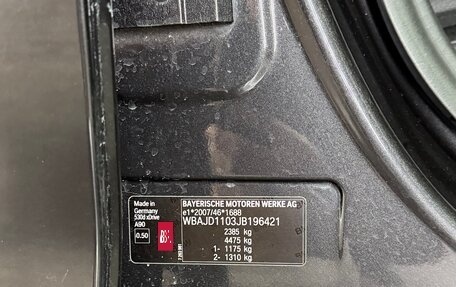 Made in
Germany
530d xDrive
A90
0.50
BAYERISCHE MOTOREN WERKE AG
e1*2007/46*1688
WBAJD1103JB196421
2385 kg
4475 kg
1- 1175 kg
2- 1310 kg